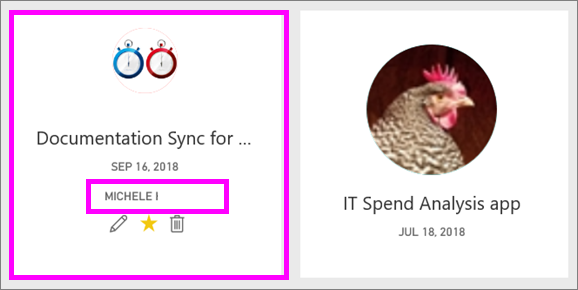 Documentation Sync for ...
SEP 16, 2018
MICHELE I
IT Spend Analysis app
JUL 18, 2018